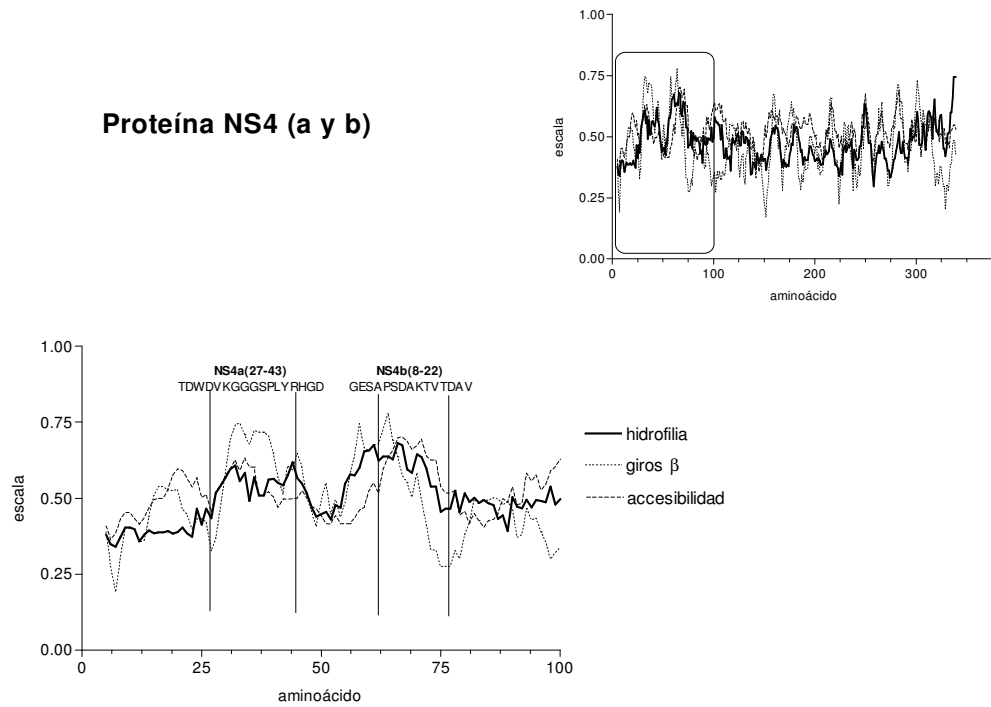 Proteína NS4 (a y b)
1.00
0.75
0.50
0.25
0.00
escala
0
100
200
300
aminoácido
1.00
0.75
0.50
0.25
0.00
escala
NS4a(27-43)
TDWDVKGGGSPLYRHGD
NS4b(8-22)
GESAPSDAKTVTDAV
0
25
50
75
100
aminoácido
hidrofilia
giros β
accesibilidad